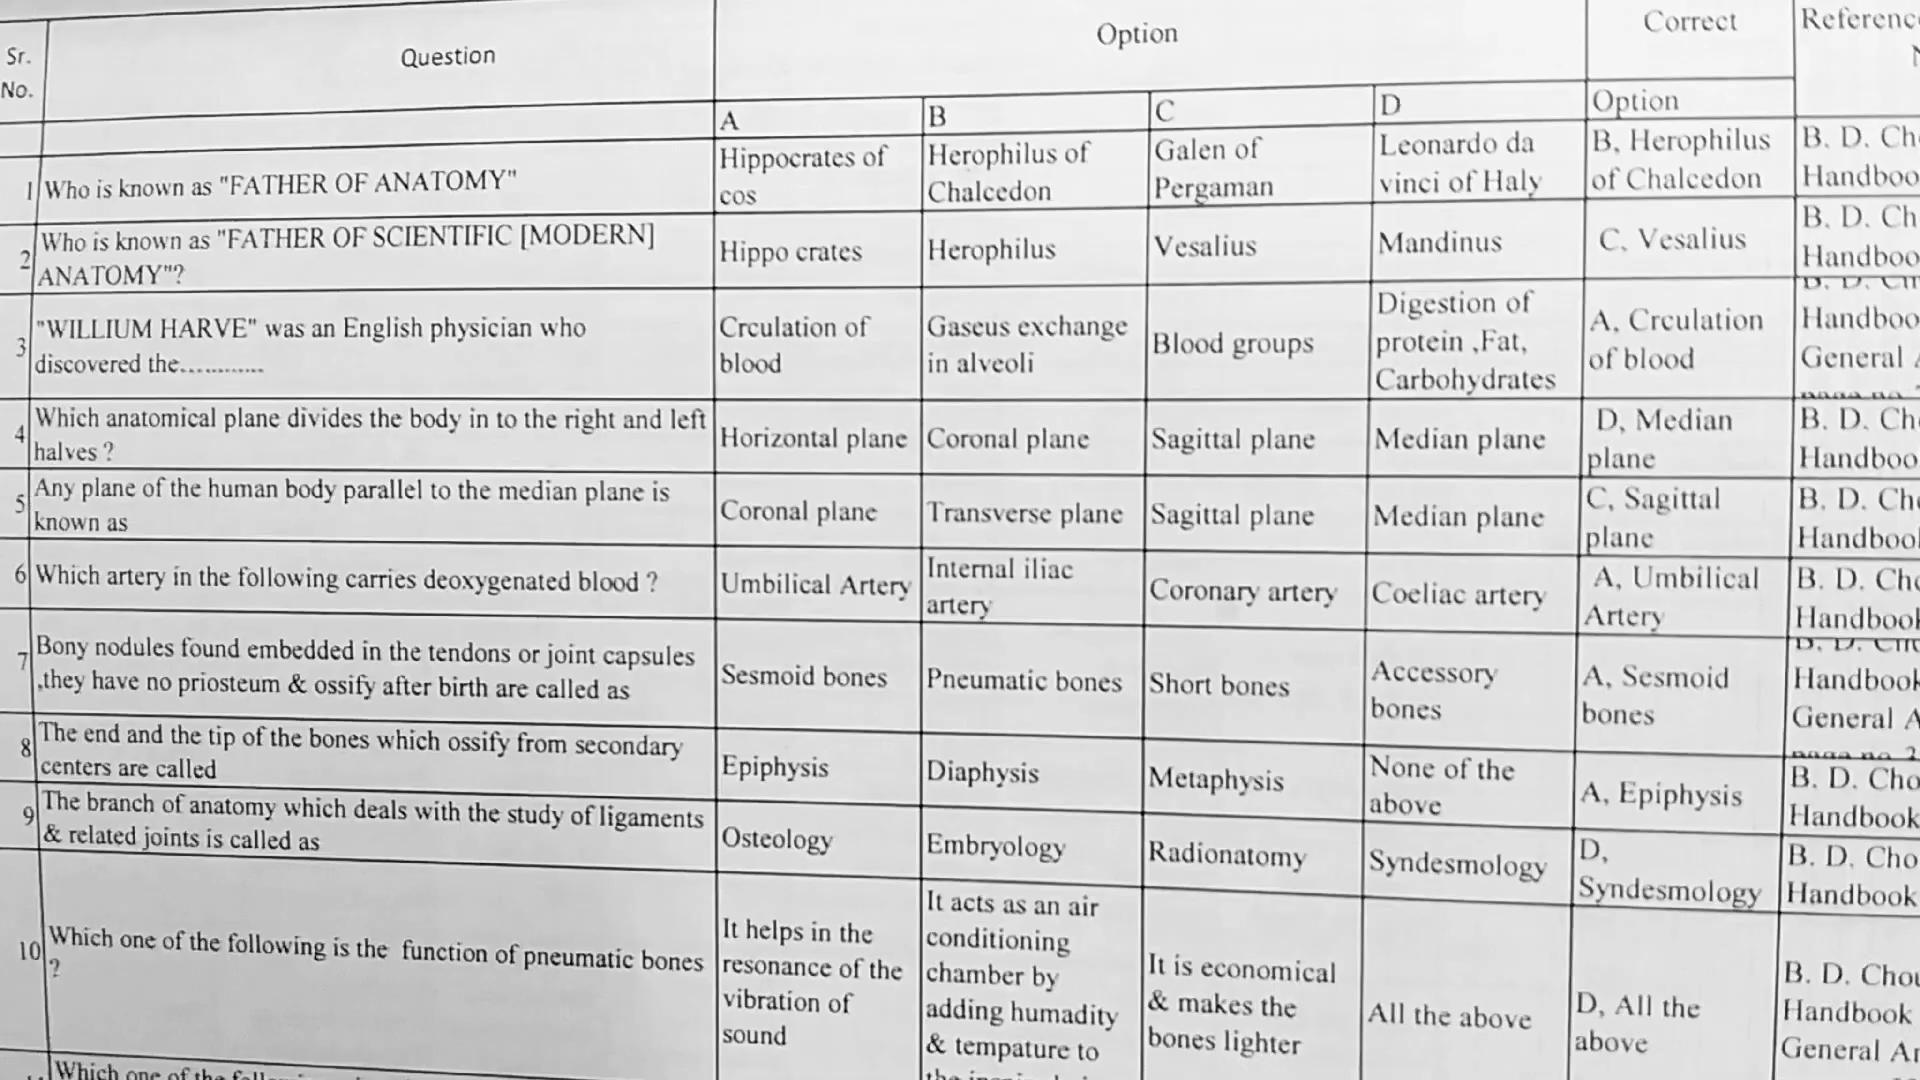 Sr.
No.
Question
Option
Correct
Option
Reference
A
B
C
D
1
Who is known as "FATHER OF ANATOMY"
Hippocrates of
cos
Herophilus of
Chalcedon
Galen of
Pergaman
Leonardo da
vinci of Haly
B, Herophilus
of Chalcedon
B. D. Ch
Handboo
2
Who is known as "FATHER OF SCIENTIFIC [MODERN]
ANATOMY"?
Hippo crates
Herophilus
Vesalius
Mandinus
C, Vesalius
B. D. Ch
Handboo
3
"WILLIUM HARVE" was an English physician who
discovered the............
Crculation of
blood
Gaseus exchange
in alveoli
Blood groups
Digestion of
protein ,Fat,
Carbohydrates
A, Crculation
of blood
Handboo
General A
4
Which anatomical plane divides the body in to the right and left
halves ?
Horizontal plane
Coronal plane
Sagittal plane
Median plane
D, Median
plane
B. D. Ch
Handboo
5
Any plane of the human body parallel to the median plane is
known as
Coronal plane
Transverse plane
Sagittal plane
Median plane
C, Sagittal
plane
B. D. Cho
Handbook
6
Which artery in the following carries deoxygenated blood ?
Umbilical Artery
Internal iliac
artery
Coronary artery
Coeliac artery
A, Umbilical
Artery
B. D. Cho
Handbook
7
Bony nodules found embedded in the tendons or joint capsules
,they have no priosteum & ossify after birth are called as
Sesmoid bones
Pneumatic bones
Short bones
Accessory
bones
A, Sesmoid
bones
Handbook
General A
8
The end and the tip of the bones which ossify from secondary
centers are called
Epiphysis
Diaphysis
Metaphysis
None of the
above
A, Epiphysis
B. D. Cho
Handbook
9
The branch of anatomy which deals with the study of ligaments
& related joints is called as
Osteology
Embryology
Radionatomy
Syndesmology
D,
Syndesmology
B. D. Cho
Handbook
10
Which one of the following is the function of pneumatic bones
?
It helps in the
resonance of the
vibration of
sound
It acts as an air
conditioning
chamber by
adding humadity
& tempature to
It is economical
& makes the
bones lighter
All the above
D, All the
above
B. D. Chou
Handbook
General An
Which one of the